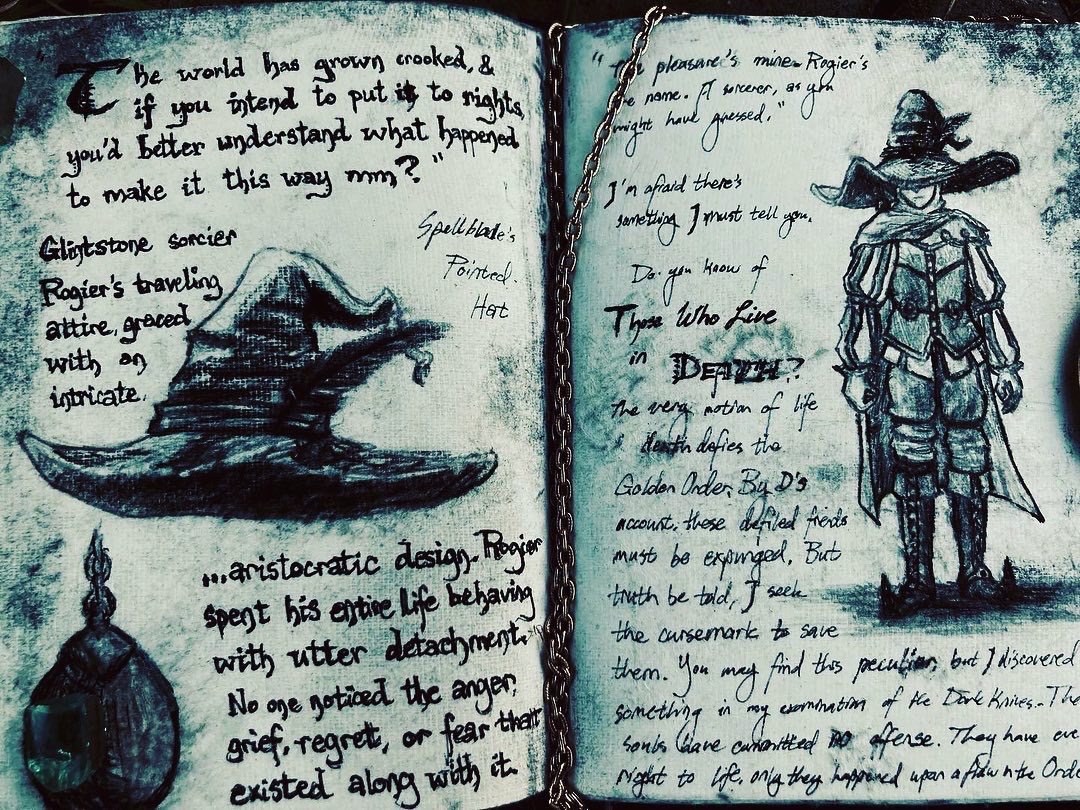 "The world has grown crooked, &
if you intend to put it to rights,
you'd better understand what happened
to make it this way mm?"
Spellblade's
Pointed
Hat
Glintstone sorcier
Rogier's traveling
attire, graced
with an
intricate.
...aristocratic design. Rogier
spent his entire life behaving
with utter detachment.
No one noticed the anger,
grief, regret, or fear that
existed along with it.
"The pleasure's mine. Rogier's
the name. A sorcerer, as you
might have guessed."
I'm afraid there's
something I must tell you.
Do you know of
Those Who Live
in DEATH?
The very notion of life
& death defies the
Golden Order. By D's
account, these defiled fiends
must be expunged. But
truth be told, I seek
the cursemark to save
them. You may find this peculiar, but I discovered
something in my examination of the Dark Knives. The
souls have committed no offense. They have eve
right to life, only they happened upon a flaw in the Orde